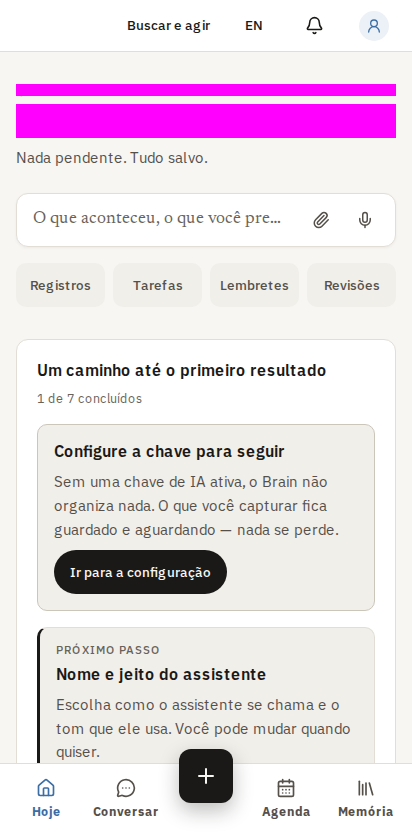 Buscar e agir
EN
Nada pendente. Tudo salvo.
O que aconteceu, o que você pre…
Registros
Tarefas
Lembretes
Revisões
Um caminho até o primeiro resultado
1 de 7 concluídos
Configure a chave para seguir
Sem uma chave de IA ativa, o Brain não
organiza nada. O que você capturar fica
guardado e aguardando — nada se perde.
Ir para a configuração
PRÓXIMO PASSO
Nome e jeito do assistente
Escolha como o assistente se chama e o
tom que ele usa. Você pode mudar quando
quiser.
Hoje
Conversar
Agenda
Memória